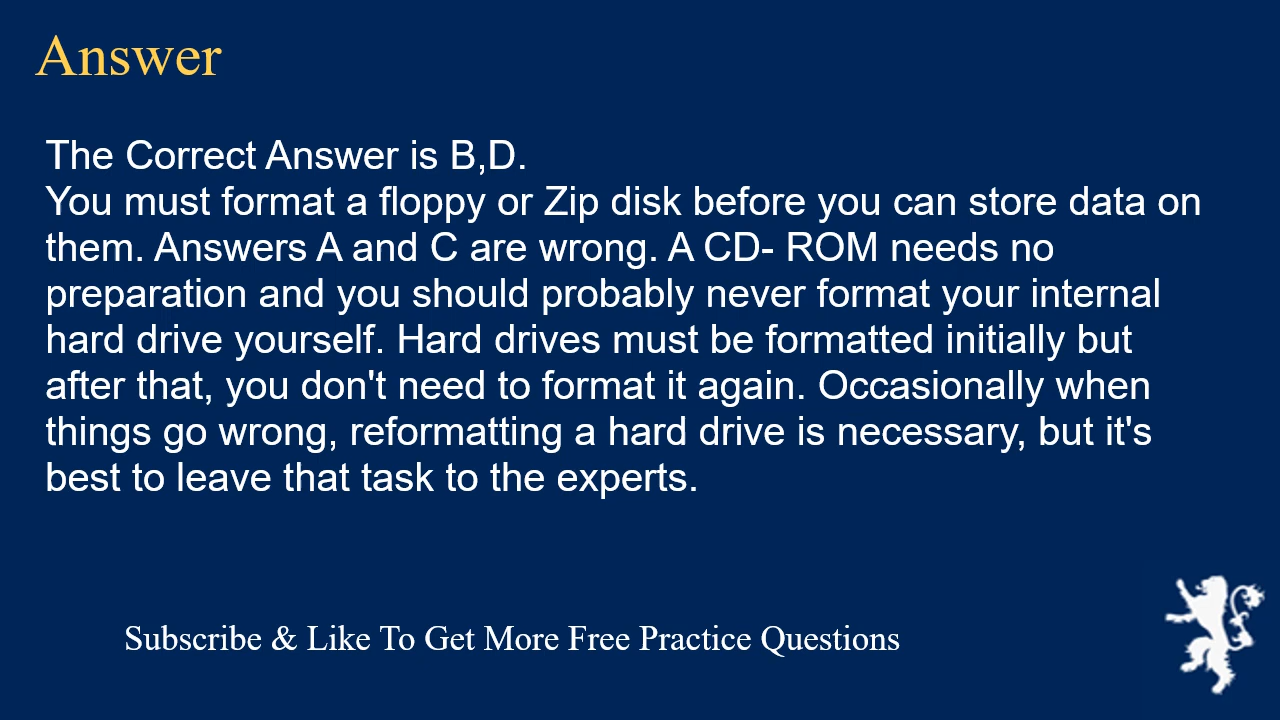 Answer
The Correct Answer is B,D.
You must format a floppy or Zip disk before you can store data on
them. Answers A and C are wrong. A CD- ROM needs no
preparation and you should probably never format your internal
hard drive yourself. Hard drives must be formatted initially but
after that, you don't need to format it again. Occasionally when
things go wrong, reformatting a hard drive is necessary, but it's
best to leave that task to the experts.
Subscribe & Like To Get More Free Practice Questions